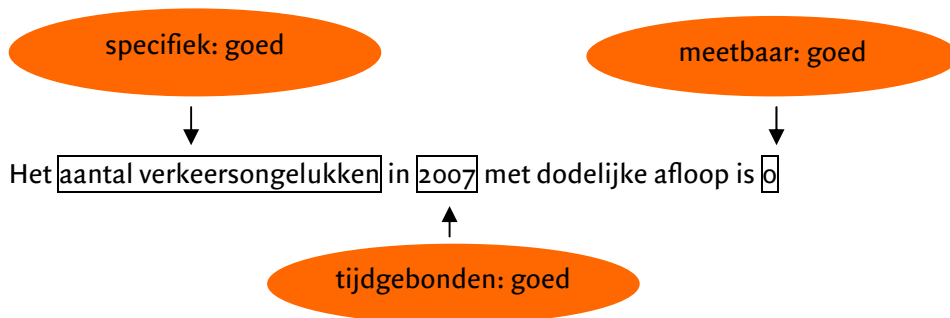 specifiek: goed
meetbaar: goed
Het aantal verkeersongelukken in 2007 met dodelijke afloop is 0
tijdgebonden: goed